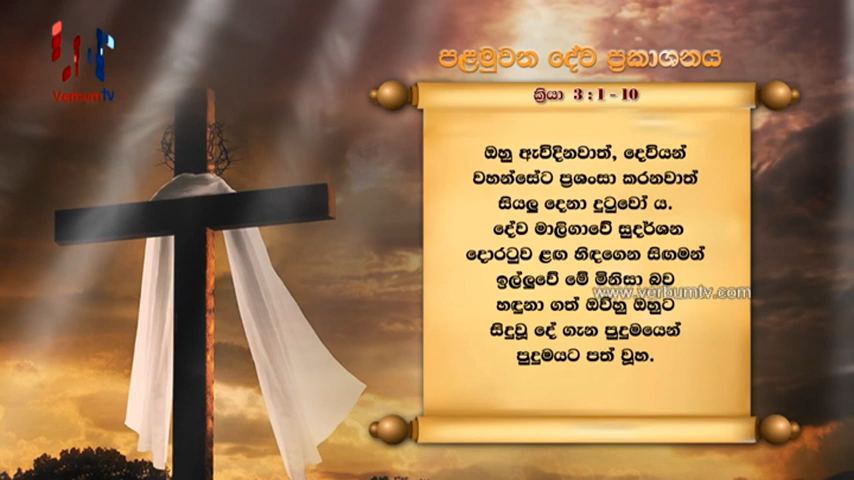 VerbumTV
පළමුවන දේව ප්‍රකාශනය
ක්‍රියා 3 : 1 - 10
ඔහු ඇවිදිනවාත්, දෙවියන්
වහන්සේට ප්‍රශංසා කරනවාත්
සියලු දෙනා දුටුවෝ ය.
දේව මාලිගාවේ සුදර්ශන
දොරටුව ළඟ හිඳගෙන සිඟමන්
ඉල්ලුවේ මේ මිනිසා බව
www.verbumtv.com
හඳුනා ගත් ඔව්හු ඔහුට
සිදුවූ දේ ගැන පුදුමයෙන්
පුදුමයට පත් වූහ.